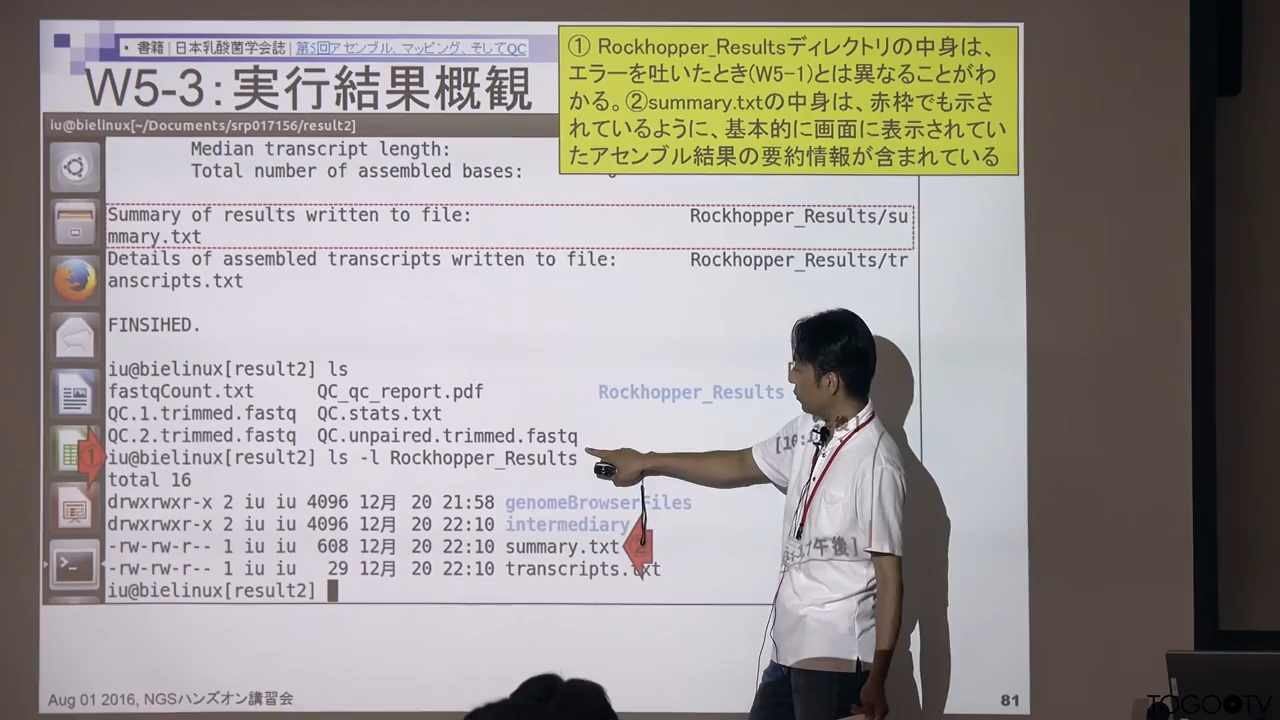 • 書籍 | 日本乳酸菌学会誌 | 第5回アセンブル、マッピング、そしてQC
W5-3：実行結果概観
① Rockhopper_Resultsディレクトリの中身は、
エラーを吐いたとき(W5-1)とは異なることがわ
かる。②summary.txtの中身は、赤枠でも示さ
れているように、基本的に画面に表示されてい
たアセンブル結果の要約情報が含まれている
iu@bielinux[~/Documents/srp017156/result2]
Median transcript length:
Total number of assembled bases:
Summary of results written to file: Rockhopper_Results/su
mmary.txt
Details of assembled transcripts written to file: Rockhopper_Results/tr
anscripts.txt
FINSIHED.
iu@bielinux[result2] ls
fastqCount.txt QC_qc_report.pdf Rockhopper_Results
QC.1.trimmed.fastq QC.stats.txt
QC.2.trimmed.fastq QC.unpaired.trimmed.fastq
①
iu@bielinux[result2] ls -l Rockhopper_Results
total 16
drwxrwxr-x 2 iu iu 4096 12月 20 21:58 genomeBrowserFiles
drwxrwxr-x 2 iu iu 4096 12月 20 22:10 intermediary
-rw-rw-r-- 1 iu iu 608 12月 20 22:10 summary.txt
-rw-rw-r-- 1 iu iu 29 12月 20 22:10 transcripts.txt
iu@bielinux[result2]
午後]
Aug 01 2016, NGSハンズオン講習会
81
TOGOTV